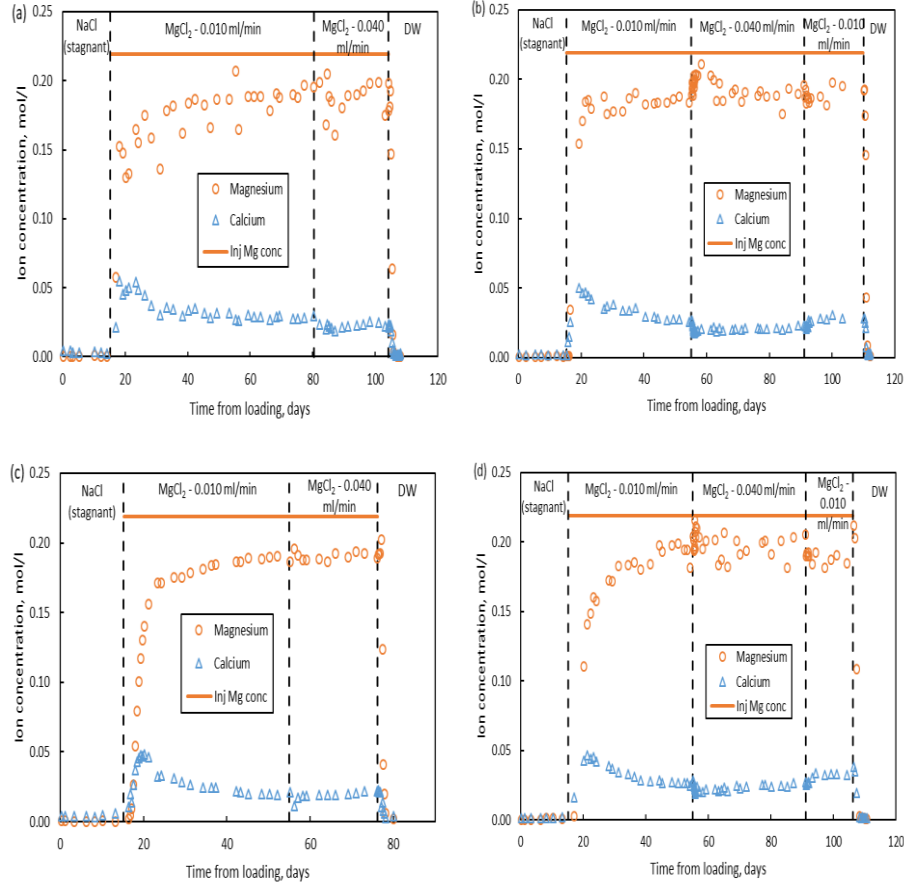 (a)
NaCl
(stagnant)
MgCl2 - 0.010 ml/min
MgCl2 - 0.040
ml/min
DW
0.25
0.20
0.15
0.10
0.05
0.00
Ion concentration, mol/l
Magnesium
Calcium
Inj Mg conc
0 20 40 60 80 100 120
Time from loading, days
(b)
NaCl
(stagnant)
MgCl2 - 0.010 ml/min
MgCl2 - 0.040 ml/min
MgCl2 - 0.010
ml/min
DW
0.25
0.20
0.15
0.10
0.05
0.00
Ion concentration, mol/l
Magnesium
Calcium
Inj Mg conc
0 20 40 60 80 100 120
Time from loading, days
(c)
NaCl
(stagnant)
MgCl2 - 0.010 ml/min
MgCl2 - 0.040
ml/min
DW
0.25
0.20
0.15
0.10
0.05
0.00
Ion concentration, mol/l
Magnesium
Calcium
Inj Mg conc
0 20 40 60 80
Time from loading, days
(d)
NaCl
(stagnant)
MgCl2 - 0.010 ml/min
MgCl2 - 0.040 ml/min
MgCl2 -
0.010
ml/min
DW
0.25
0.20
0.15
0.10
0.05
0.00
Ion concentration, mol/l
Magnesium
Calcium
Inj Mg conc
0 20 40 60 80 100 120
Time from loading, days